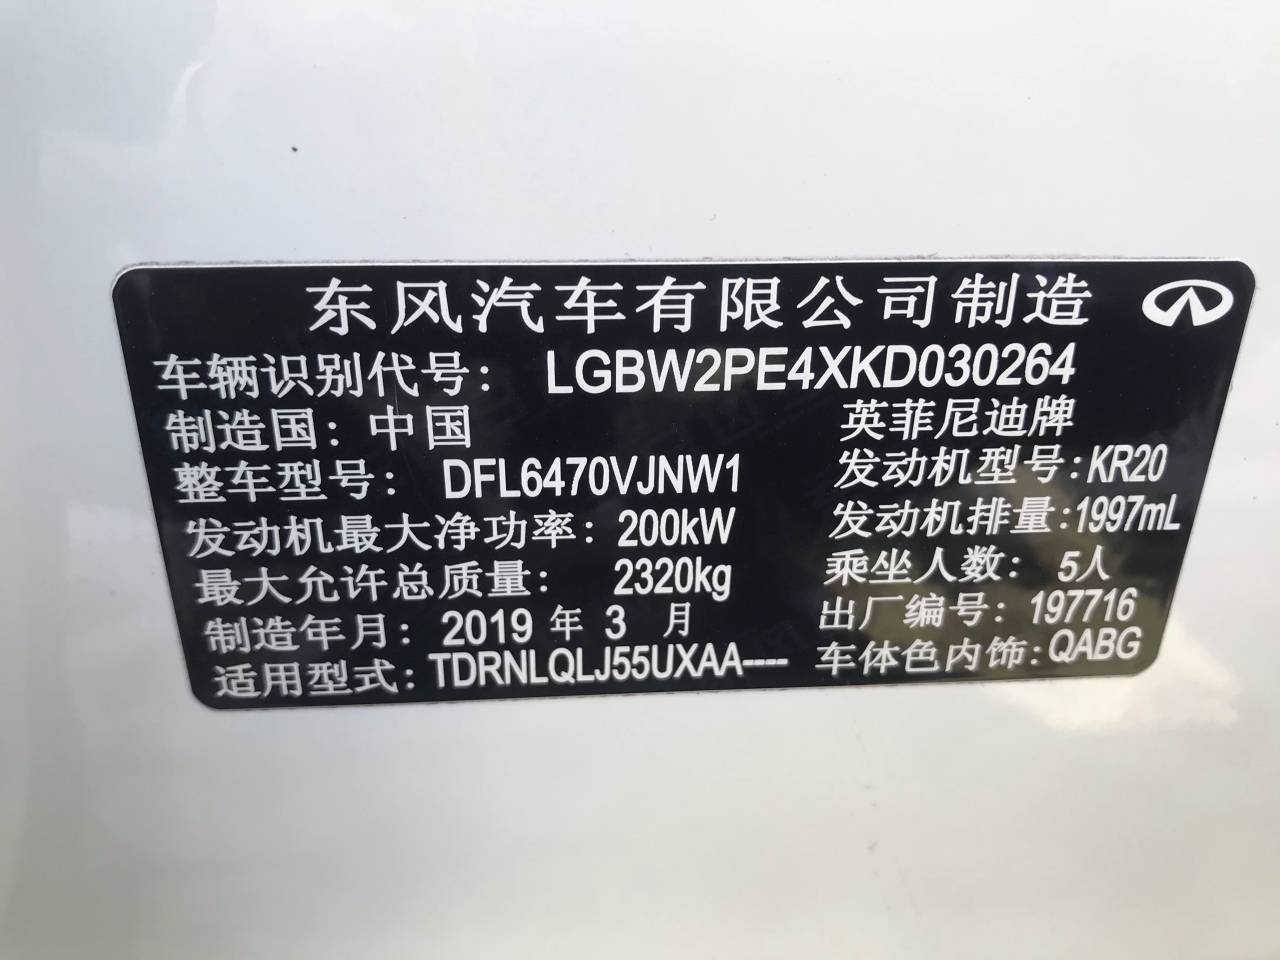 东风汽车有限公司制造
车辆识别代号: LGBW2PE4XKD030264
制造国: 中国 英菲尼迪牌
整车型号: DFL6470VJNW1 发动机型号: KR20
发动机最大净功率: 200kW 发动机排量: 1997mL
最大允许总质量: 2320kg 乘坐人数: 5人
制造年月: 2019 年 3 月 出厂编号: 197716
适用型式: TDRNLQLJ55UXAA---- 车体色内饰: QABG